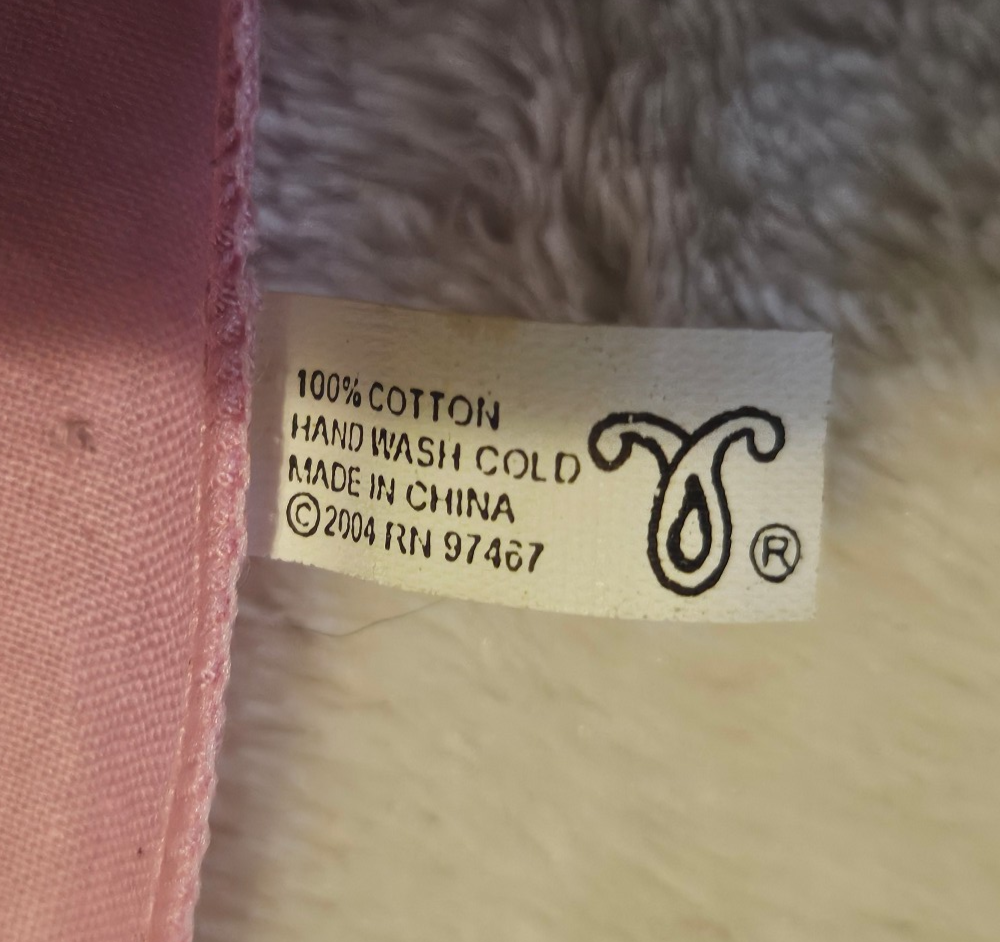 100% COTTON
HAND WASH COLD
MADE IN CHINA
©2004 RN 97467
®